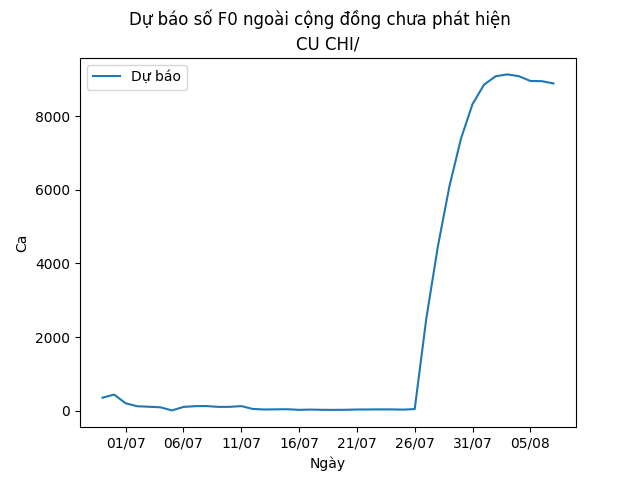 Dự báo số F0 ngoài cộng đồng chưa phát hiện
CU CHI/
Dự báo
8000
6000
4000
2000
0
Ca
01/07 06/07 11/07 16/07 21/07 26/07 31/07 05/08
Ngày